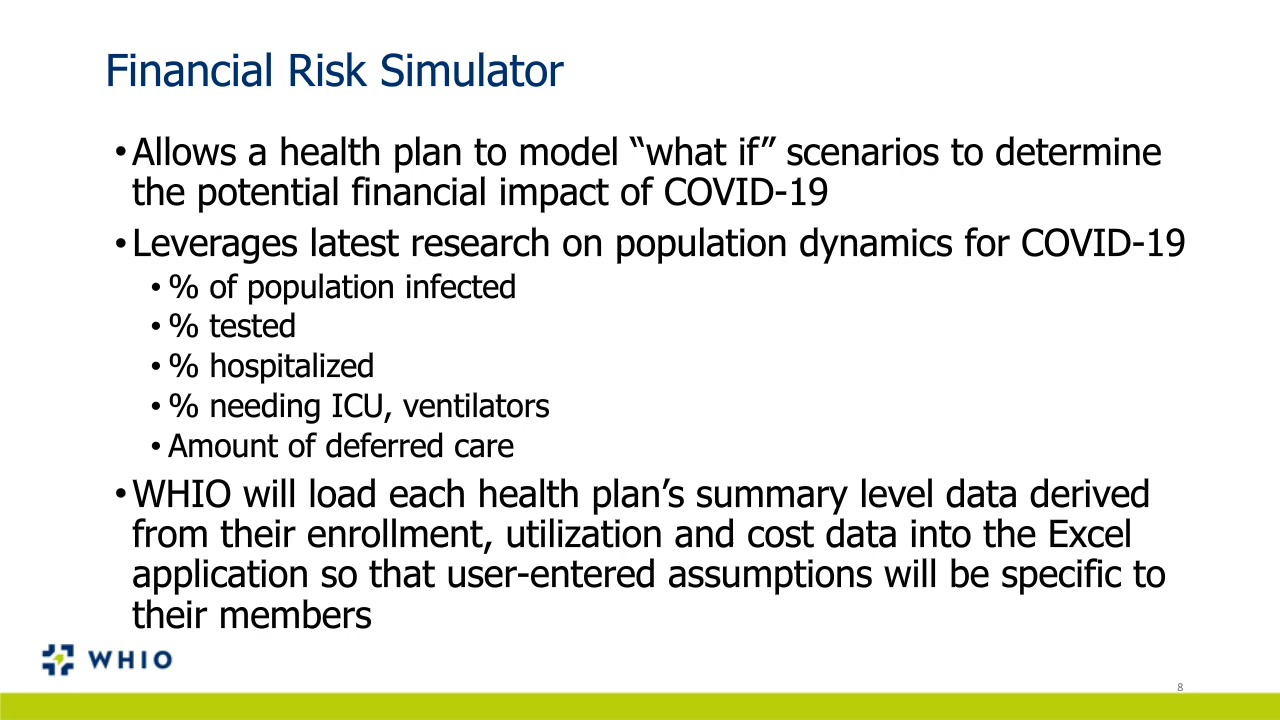 Financial Risk Simulator
•Allows a health plan to model “what if” scenarios to determine
the potential financial impact of COVID-19
•Leverages latest research on population dynamics for COVID-19
• % of population infected
• % tested
• % hospitalized
• % needing ICU, ventilators
• Amount of deferred care
•WHIO will load each health plan’s summary level data derived
from their enrollment, utilization and cost data into the Excel
application so that user-entered assumptions will be specific to
their members
WHIO
8